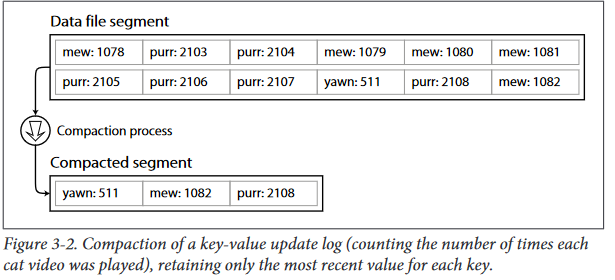 Data file segment
mew: 1078 purr: 2103 purr: 2104 mew: 1079 mew: 1080 mew: 1081
purr: 2105 purr: 2106 purr: 2107 yawn: 511 purr: 2108 mew: 1082
Compaction process
Compacted segment
yawn: 511 mew: 1082 purr: 2108
Figure 3-2. Compaction of a key-value update log (counting the number of times each
cat video was played), retaining only the most recent value for each key.